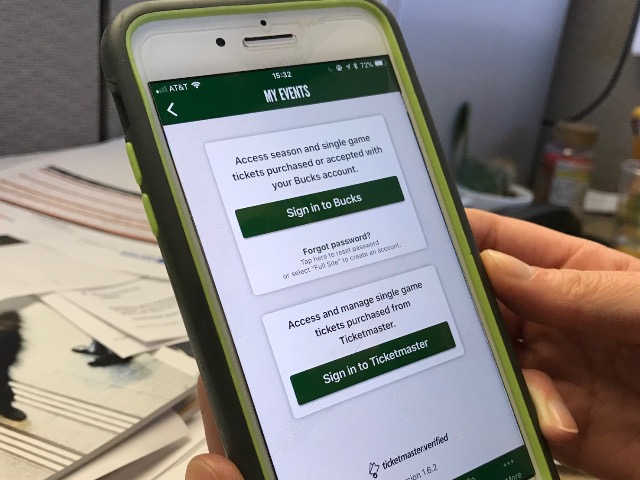 AT&T 15:32 72%
MY EVENTS
Access season and single game
tickets purchased or accepted with
your Bucks account.
Sign in to Bucks
Forgot password?
Tap here to reset password
or select "Full Site" to create an account.
Access and manage single game
tickets purchased from
Ticketmaster.
Sign in to Ticketmaster
ticketmaster.verified
1.6.2
More